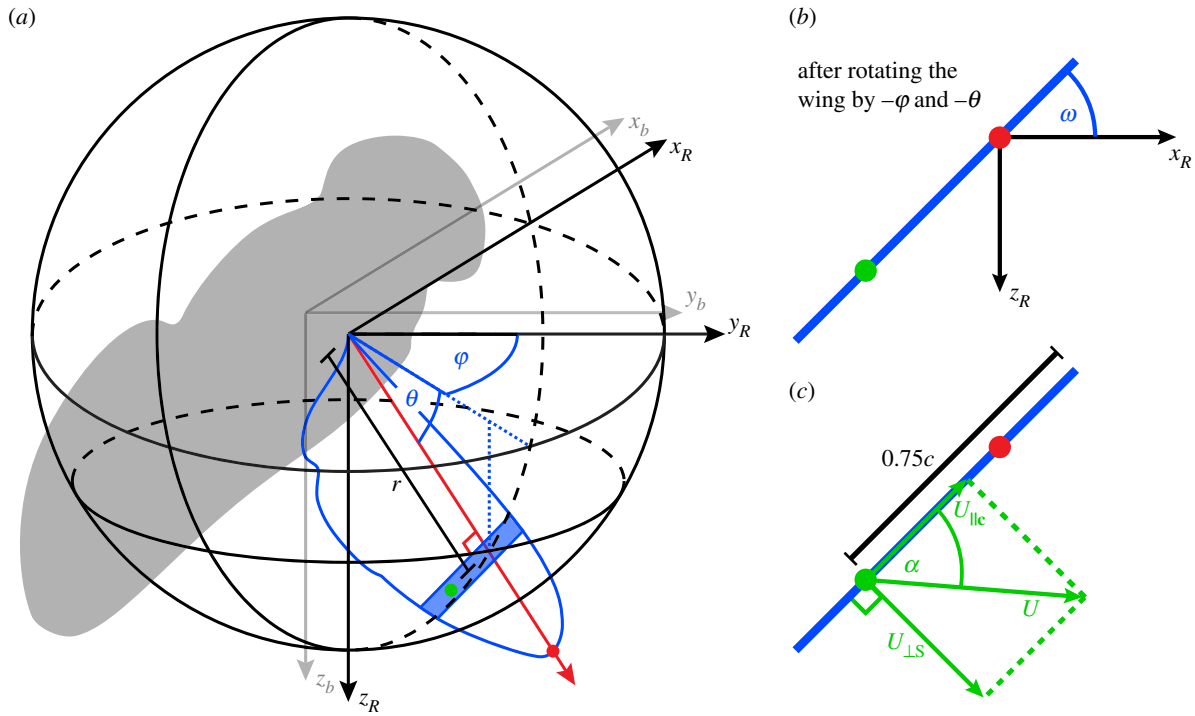 (a)
x_b
x_R
y_b
y_R
φ
θ
r
z_b
z_R
(b)
after rotating the
wing by –φ and –θ
ω
x_R
z_R
(c)
0.75c
U_∥c
α
U
U_⊥S